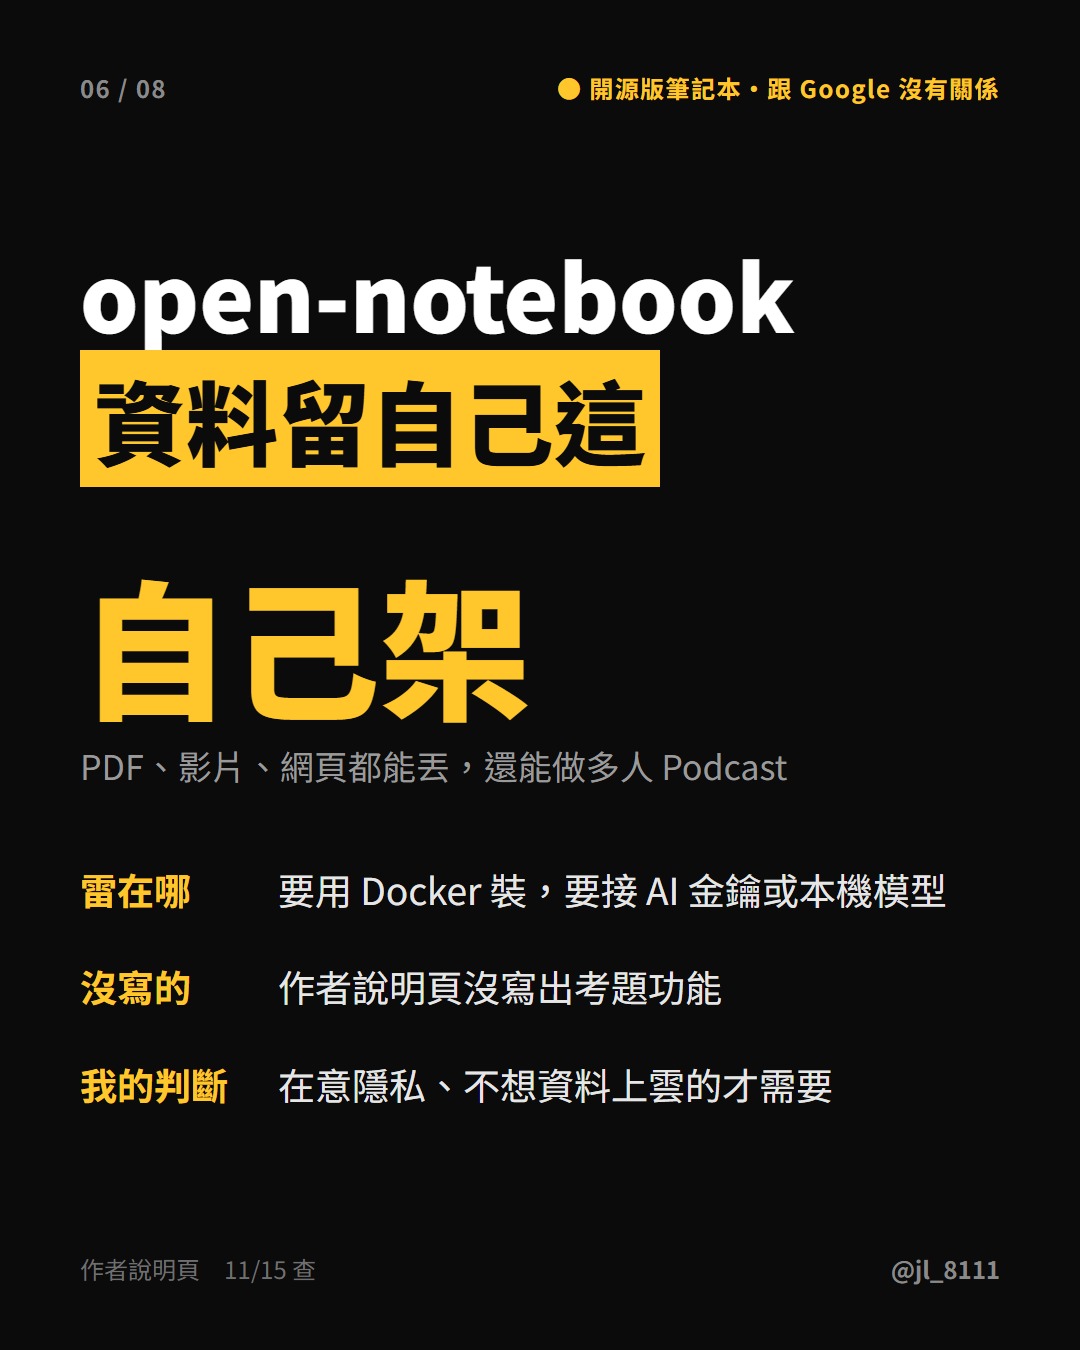 06 / 08
● 開源版筆記本・跟 Google 沒有關係
open-notebook
資料留自己這
自己架
PDF、影片、網頁都能丟，還能做多人 Podcast
雷在哪 要用 Docker 裝，要接 AI 金鑰或本機模型
沒寫的 作者說明頁沒寫出考題功能
我的判斷 在意隱私、不想資料上雲的才需要
作者說明頁 11/15 查
@jl_8111